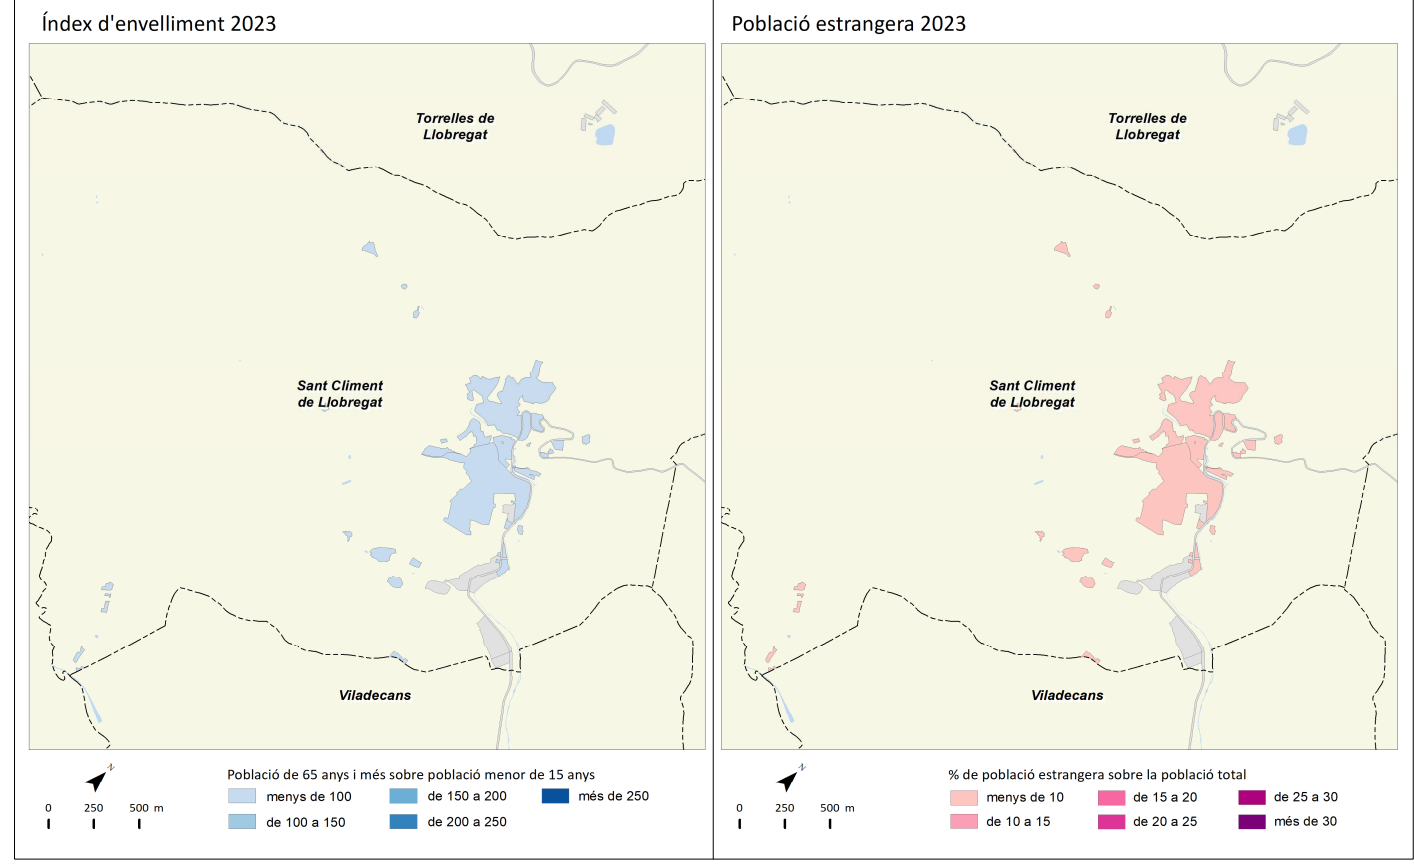 Índex d'envelliment 2023
Torrelles de
Llobregat
Sant Climent
de Llobregat
Viladecans
N
0 250 500 m
Població de 65 anys i més sobre població menor de 15 anys
menys de 100
de 150 a 200
més de 250
de 100 a 150
de 200 a 250
Població estrangera 2023
Torrelles de
Llobregat
Sant Climent
de Llobregat
Viladecans
N
0 250 500 m
% de població estrangera sobre la població total
menys de 10
de 15 a 20
de 25 a 30
de 10 a 15
de 20 a 25
més de 30